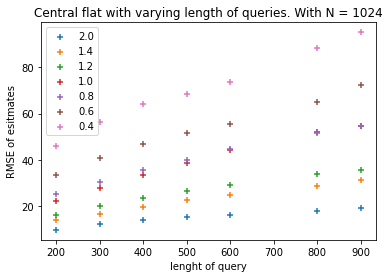 Central flat with varying length of queries. With N = 1024
2.0
1.4
1.2
1.0
0.8
0.6
0.4
80
60
40
20
RMSE of esitmates
200 300 400 500 600 700 800 900
lenght of query